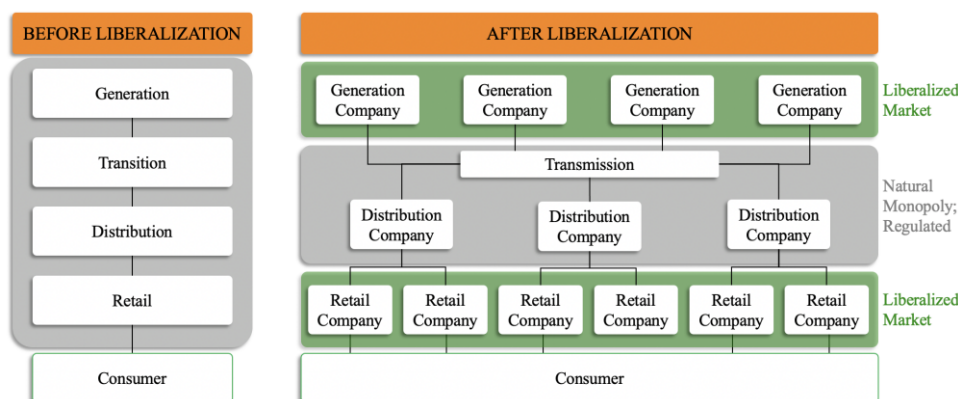 BEFORE LIBERALIZATION
Generation
Transition
Distribution
Retail
Consumer
AFTER LIBERALIZATION
Generation
Company
Generation
Company
Generation
Company
Generation
Company
Liberalized
Market
Transmission
Distribution
Company
Distribution
Company
Distribution
Company
Natural
Monopoly;
Regulated
Retail
Company
Retail
Company
Retail
Company
Retail
Company
Retail
Company
Retail
Company
Liberalized
Market
Consumer